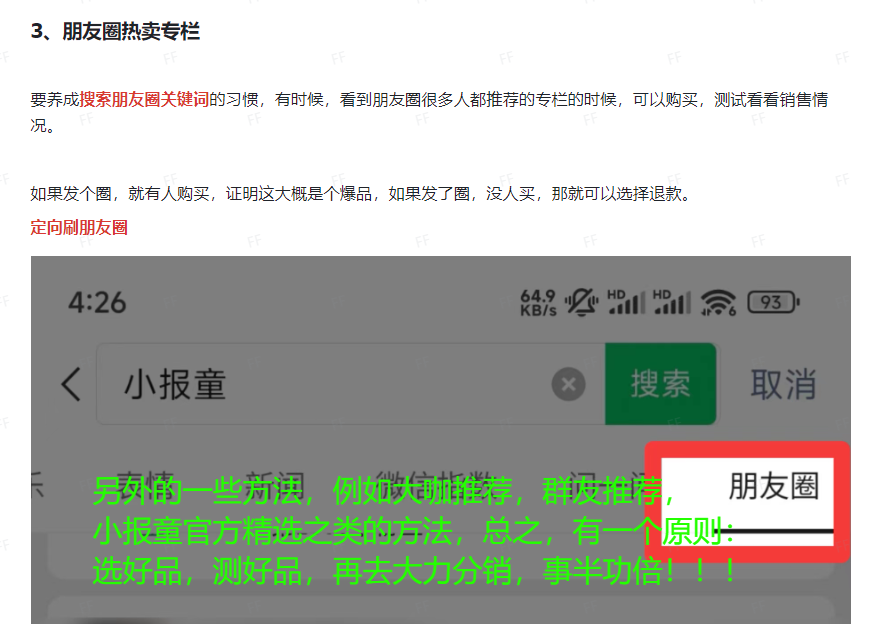 3、朋友圈热卖专栏
要养成搜索朋友圈关键词的习惯，有时候，看到朋友圈很多人都推荐的专栏的时候，可以购买，测试看看销售情
况。
如果发个圈，就有人购买，证明这大概是个爆品，如果发了圈，没人买，那就可以选择退款。
定向刷朋友圈
4:26 64.9 KB/s HD HD 6 93
小报童 搜索 取消
乐 表情 新闻 微信指数 问一问 朋友圈
另外的一些方法，例如大咖推荐，群友推荐，
小报童官方精选之类的方法，总之，有一个原则：
选好品，测好品，再去大力分销，事半功倍！！！
FF